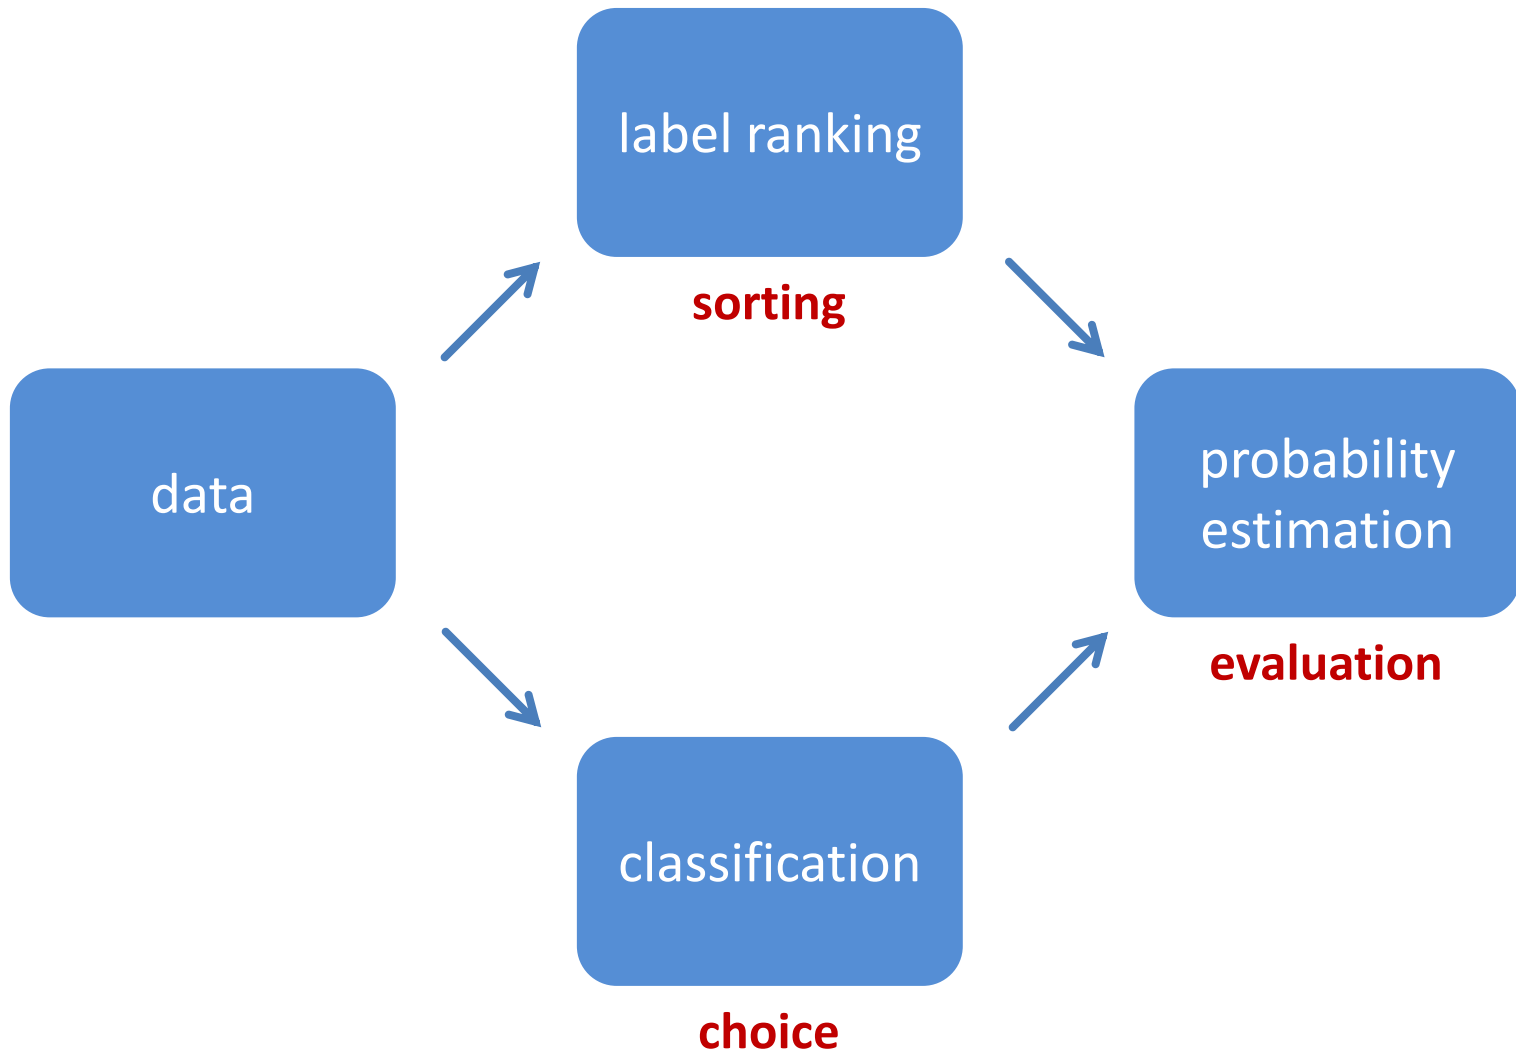 label ranking
sorting
data
probability
estimation
evaluation
classification
choice